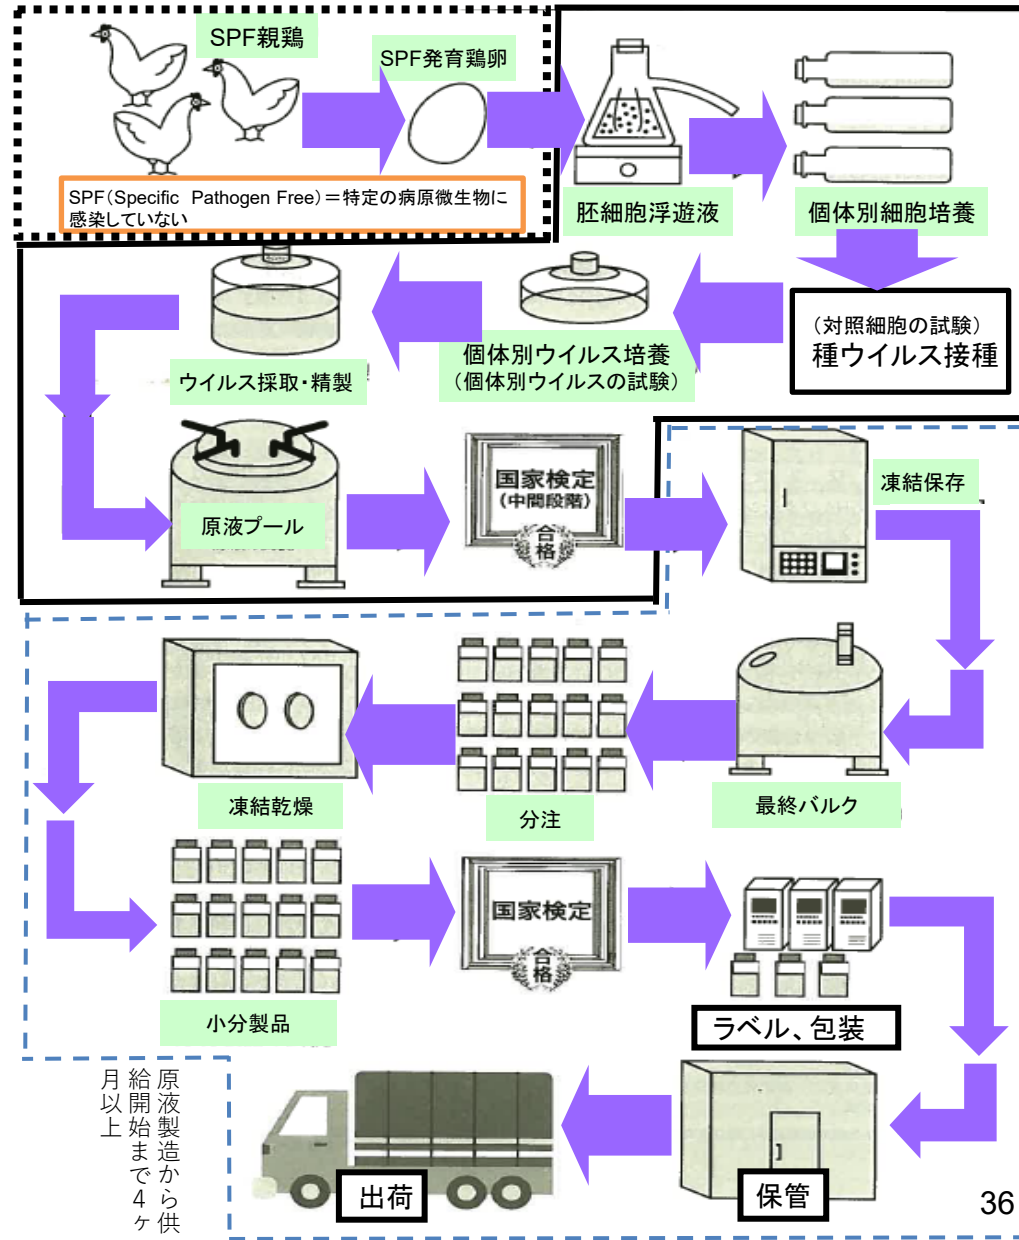 SPF親鶏
SPF発育鶏卵
SPF(Specific Pathogen Free)=特定の病原微生物に
感染していない
胚細胞浮遊液
個体別細胞培養
(対照細胞の試験)
種ウイルス接種
個体別ウイルス培養
(個体別ウイルスの試験)
ウイルス採取・精製
原液プール
国家検定
(中間段階)
合格
凍結保存
最終バルク
分注
凍結乾燥
小分製品
国家検定
合格
ラベル、包装
保管
出荷
原液製造から供
給開始まで4ヶ
月以上
36